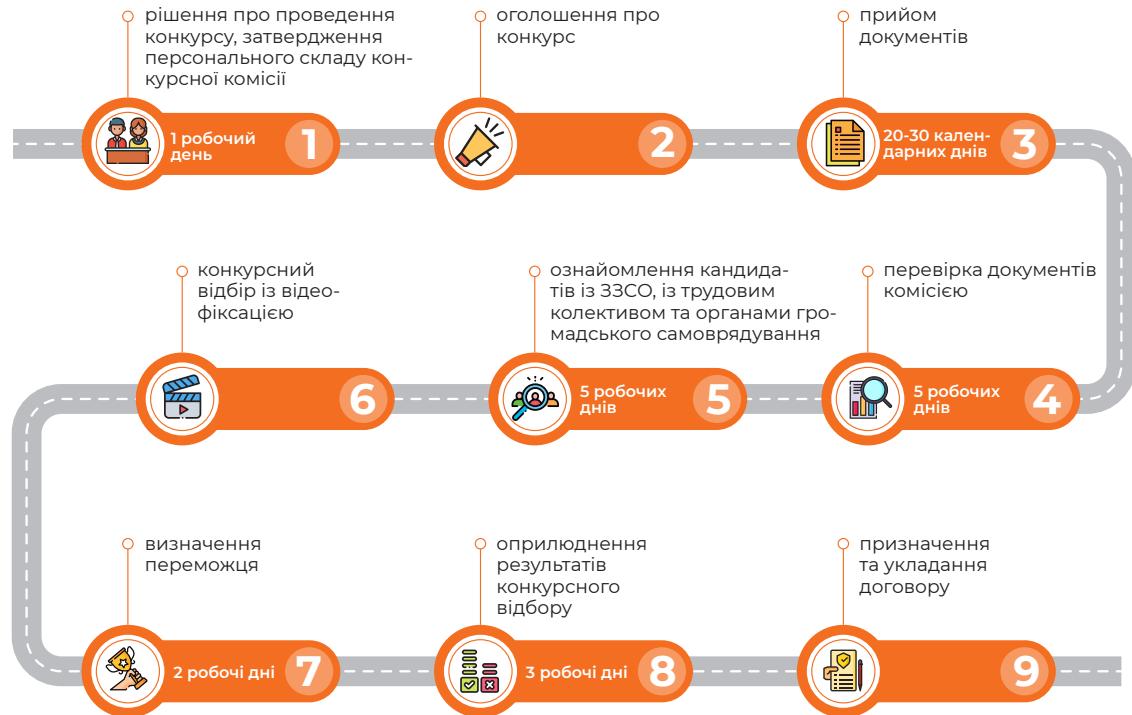 рішення про проведення
конкурсу, затвердження
персонального складу кон-
курсної комісії
1 робочий
день
1
оголошення про
конкурс
2
прийом
документів
20-30 кален-
дарних днів
3
перевірка документів
комісією
5 робочих
днів
4
ознайомлення кандида-
тів із ЗЗСО, із трудовим
колективом та органами гро-
мадського самоврядування
5 робочих
днів
5
конкурсний
відбір із відео-
фіксацією
6
визначення
переможця
2 робочі дні
7
оприлюднення
результатів
конкурсного
відбору
3 робочі дні
8
призначення
та укладання
договору
9